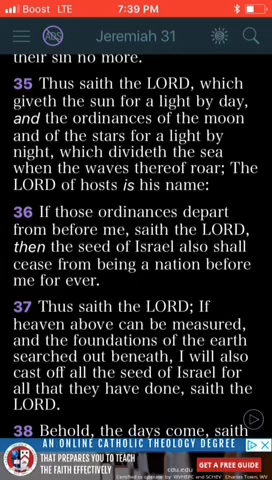 Boost LTE 7:39 PM
ADS Jeremiah 31
their sin no more.
35 Thus saith the LORD, which
giveth the sun for a light by day,
and the ordinances of the moon
and of the stars for a light by
night, which divideth the sea
when the waves thereof roar; The
LORD of hosts is his name:
36 If those ordinances depart
from before me, saith the LORD,
then the seed of Israel also shall
cease from being a nation before
me for ever.
37 Thus saith the LORD; If
heaven above can be measured,
and the foundations of the earth
searched out beneath, I will also
cast off all the seed of Israel for
all that they have done, saith the
LORD.
38 Behold, the days come, saith
AN ONLINE CATHOLIC THEOLOGY DEGREE
THAT PREPARES YOU TO TEACH
THE FAITH EFFECTIVELY
cdu.edu
GET A FREE GUIDE
Charles Town, WV